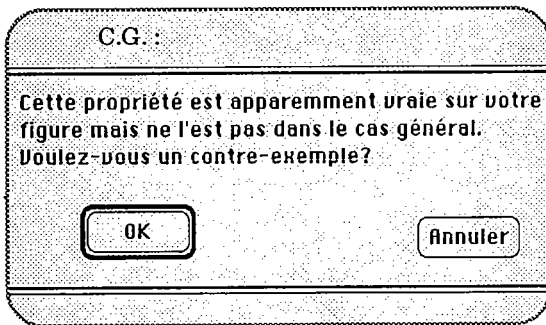 C.G. :
Cette propriété est apparemment vraie sur votre
figure mais ne l'est pas dans le cas général.
Voulez-vous un contre-exemple?
OK
Annuler